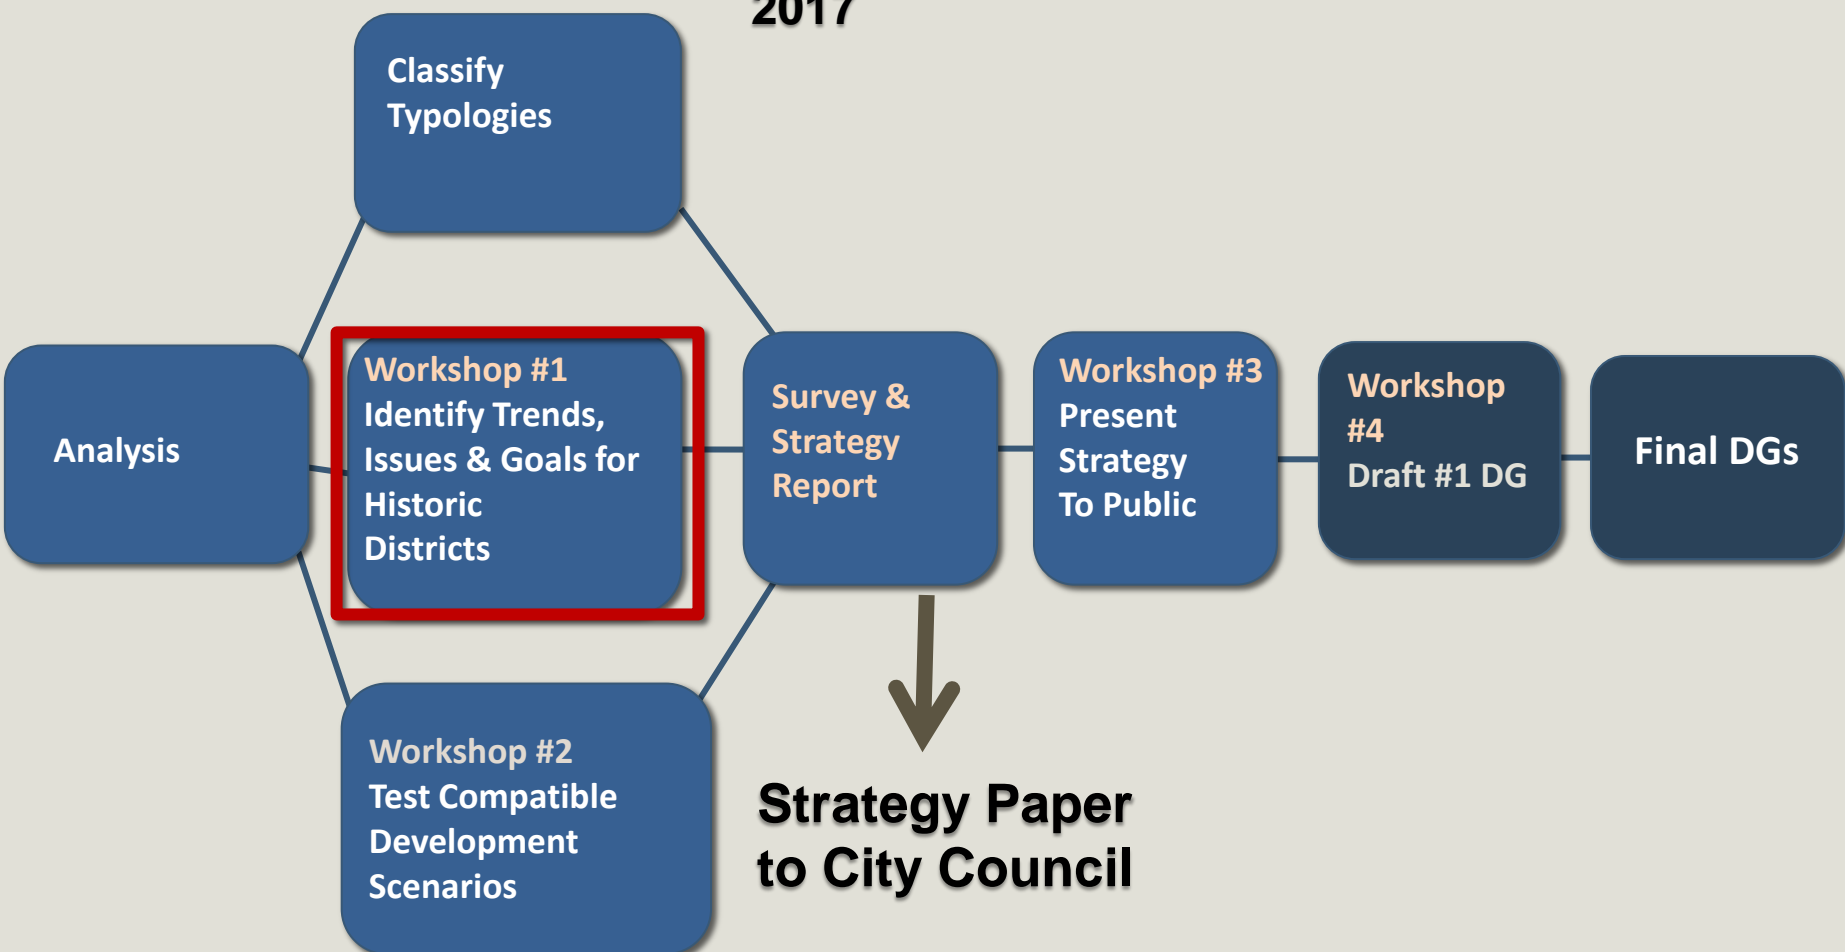 2017
Classify
Typologies
Analysis
Workshop #1
Identify Trends,
Issues & Goals for
Historic
Districts
Workshop #2
Test Compatible
Development
Scenarios
Survey &
Strategy
Report
Strategy Paper
to City Council
Workshop #3
Present
Strategy
To Public
Workshop
#4
Draft #1 DG
Final DGs